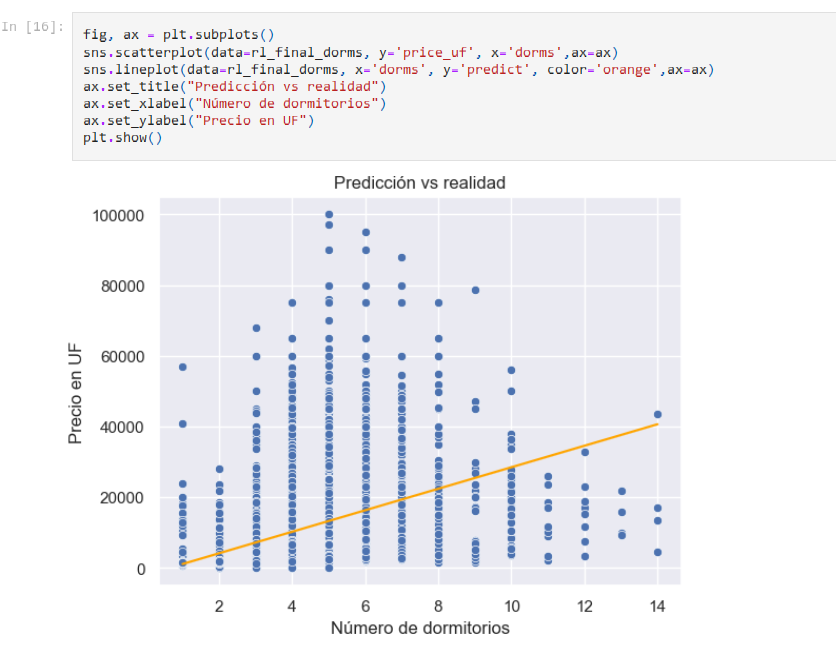 In [16]:
fig, ax = plt.subplots()
sns.scatterplot(data=rl_final_dorms, y='price_uf', x='dorms',ax=ax)
sns.lineplot(data=rl_final_dorms, x='dorms', y='predict', color='orange',ax=ax)
ax.set_title("Predicción vs realidad")
ax.set_xlabel("Número de dormitorios")
ax.set_ylabel("Precio en UF")
plt.show()
Predicción vs realidad
100000
80000
60000
40000
20000
0
Precio en UF
2 4 6 8 10 12 14
Número de dormitorios